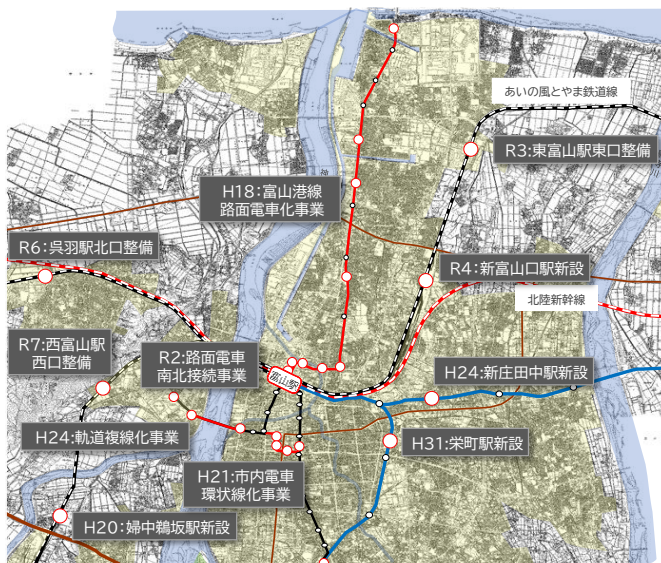 あいの風とやま鉄道線
R3:東富山駅東口整備
H18:富山港線
路面電車化事業
R6:呉羽駅北口整備
R4:新富山口駅新設
北陸新幹線
R7:西富山駅
西口整備
R2:路面電車
南北接続事業
富山駅
H24:新庄田中駅新設
H24:軌道複線化事業
H31:栄町駅新設
H21:市内電車
環状線化事業
H20:婦中鵜坂駅新設